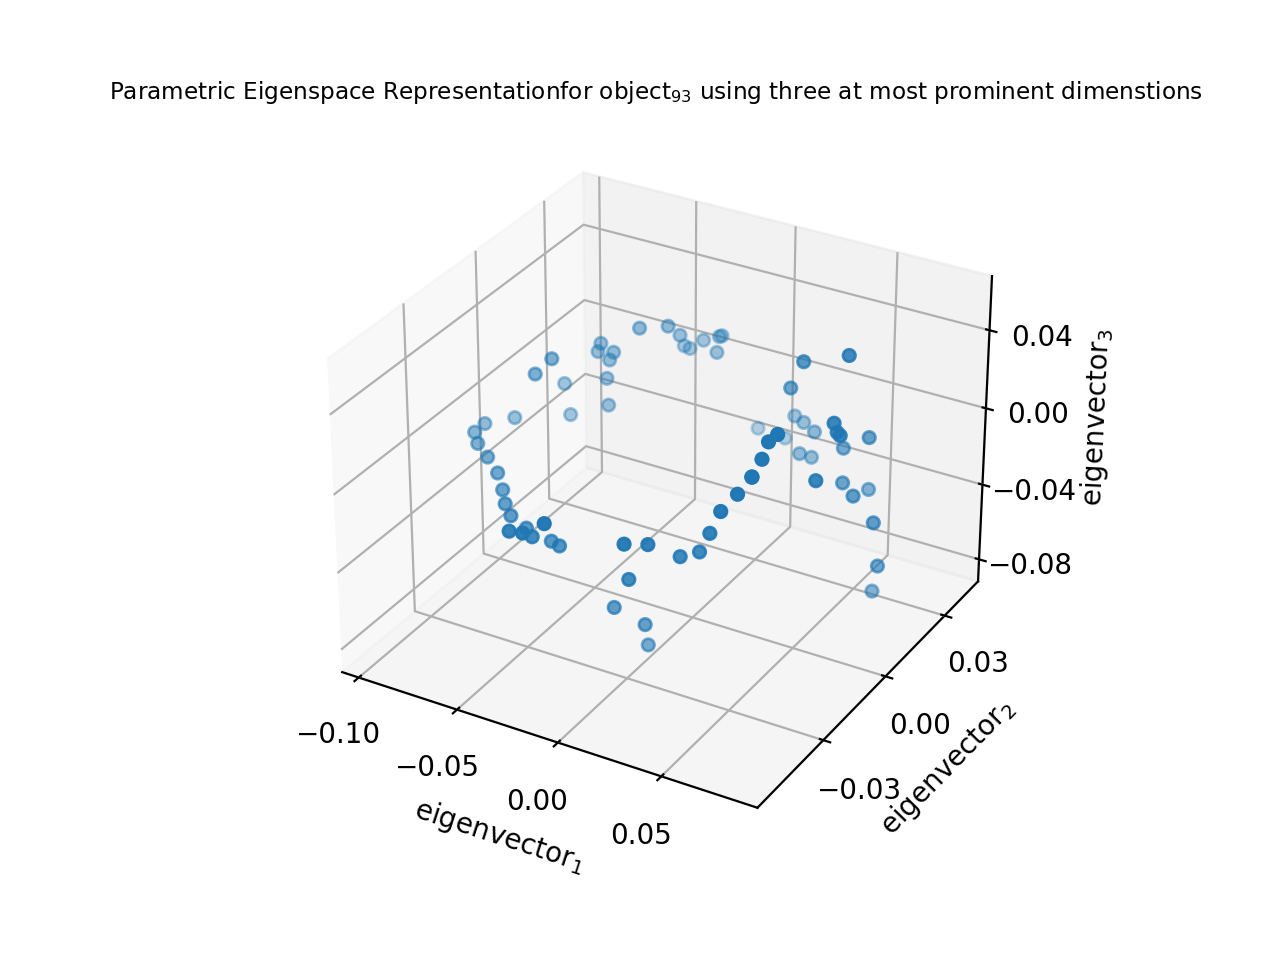 Parametric Eigenspace Representationfor object₉₃ using three at most prominent dimenstions
0.04
0.00
−0.04
−0.08
eigenvector₃
0.03
0.00
−0.03
eigenvector₂
−0.10
−0.05
0.00
0.05
eigenvector₁